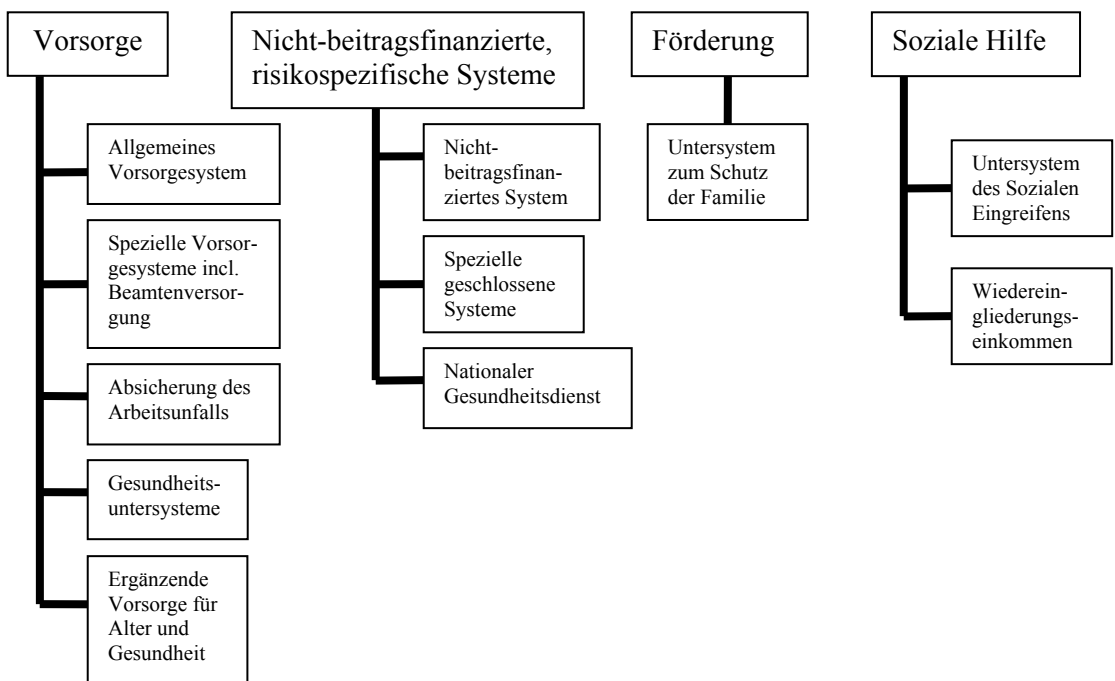 Vorsorge
Allgemeines
Vorsorgesystem
Spezielle Vorsor-
gesysteme incl.
Beamtenversor-
gung
Absicherung des
Arbeitsunfalls
Gesundheits-
untersysteme
Ergänzende
Vorsorge für
Alter und
Gesundheit
Nicht-beitragsfinanzierte,
risikospezifische Systeme
Nicht-
beitragsfinan-
ziertes System
Spezielle
geschlossene
Systeme
Nationaler
Gesundheitsdienst
Förderung
Untersystem
zum Schutz
der Familie
Soziale Hilfe
Untersystem
des Sozialen
Eingreifens
Wiederein-
gliederungs-
einkommen